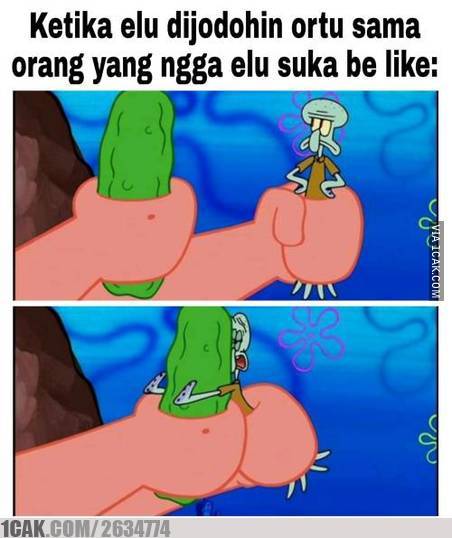 Ketika elu dijodohin ortu sama
orang yang ngga elu suka be like:
VIA 1CAK.COM
1CAK.COM/2634774